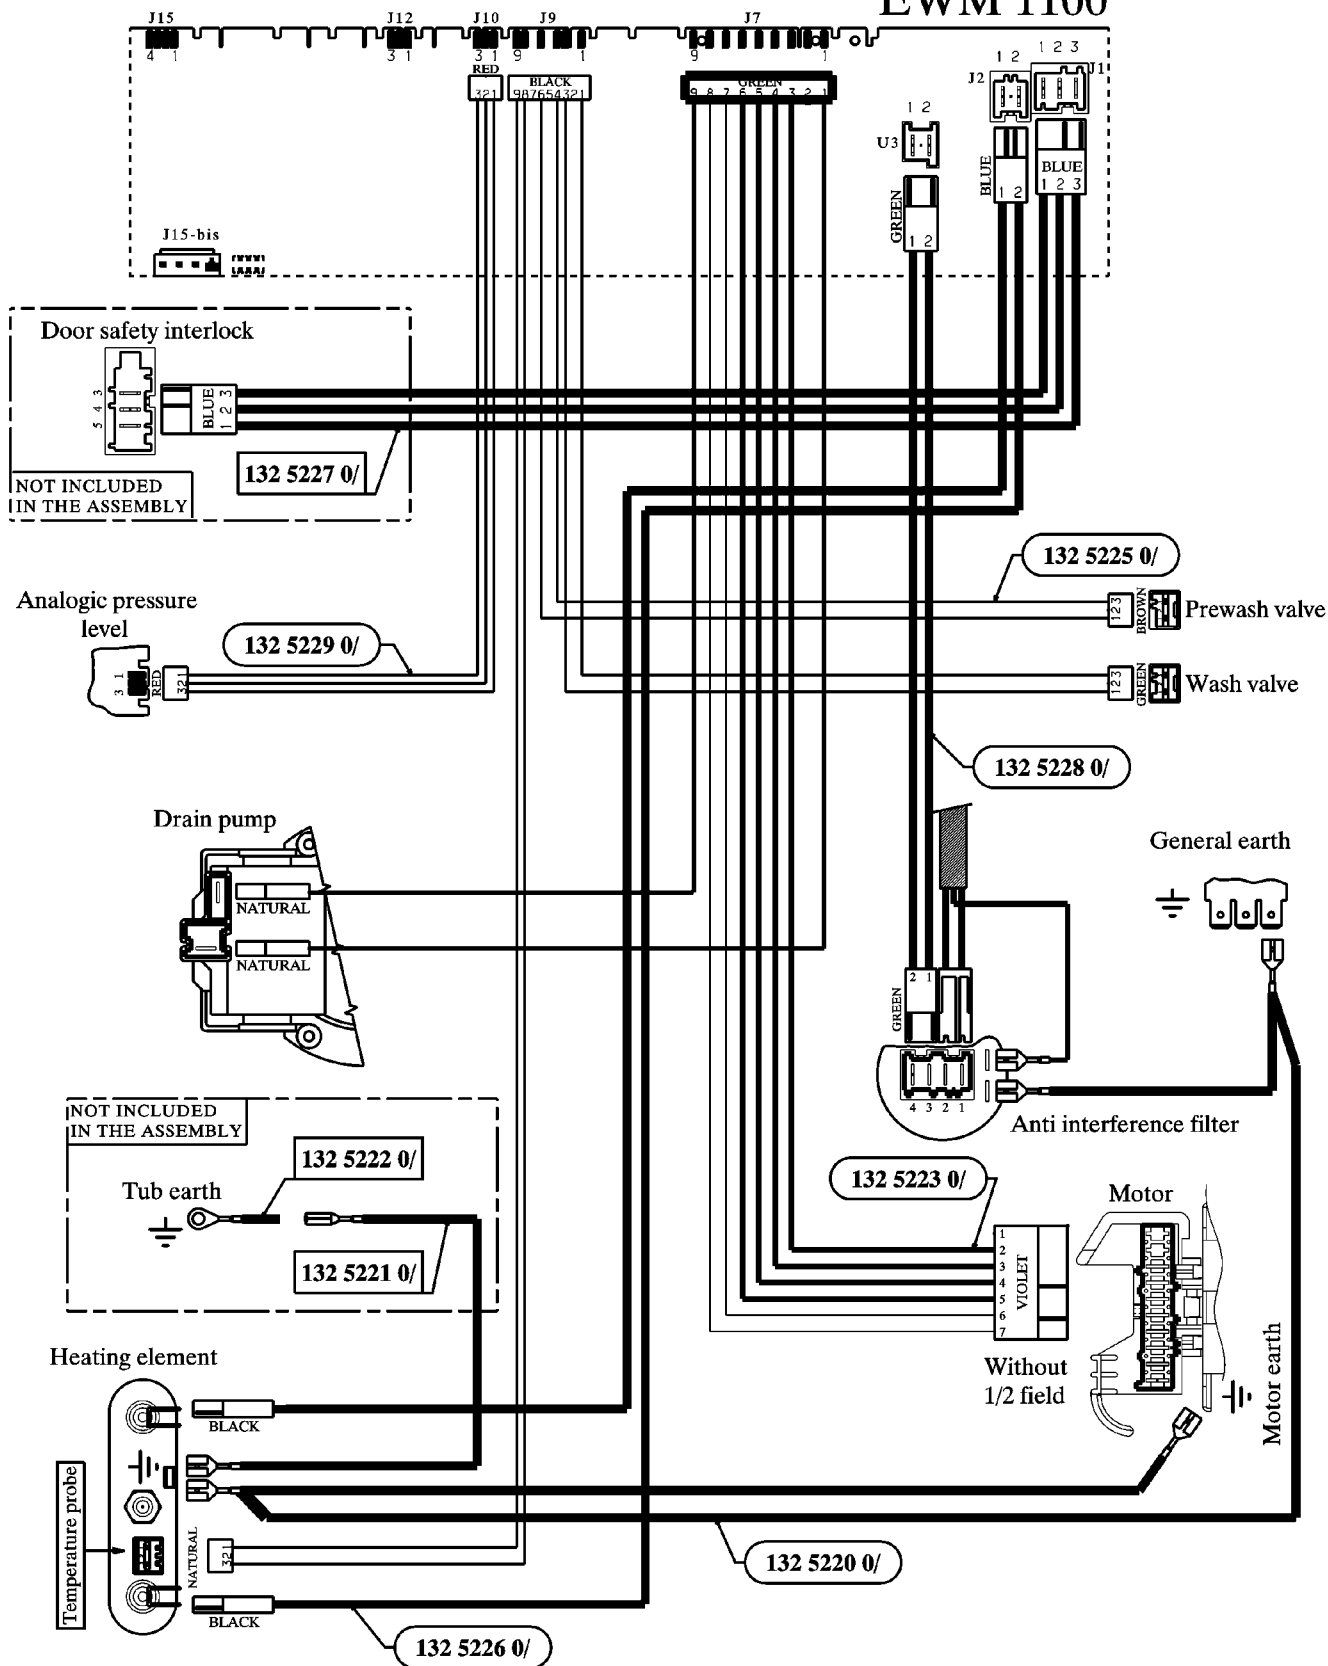 EWM 1100
J15 J12 J10 J9 J7
4 1 3 1 3 1 9 1 9 1
RED BLACK GREEN
321 987654321 9 8 7 6 5 4 3 2 1
1 2 1 2 3
J2 J1
1 2
U3
BLUE
1 2
BLUE
1 2 3
GREEN
1 2
J15-bis
Door safety interlock
3 4 5
BLUE
1 2 3
132 5227 0/
NOT INCLUDED
IN THE ASSEMBLY
132 5225 0/
Analogic pressure
level
132 5229 0/
3 1
RED
321
123
BROWN
Prewash valve
123
GREEN
Wash valve
132 5228 0/
Drain pump
NATURAL
NATURAL
General earth
GREEN
2 1
4 3 2 1
Anti interference filter
NOT INCLUDED
IN THE ASSEMBLY
132 5222 0/
Tub earth
132 5221 0/
132 5223 0/
Motor
1
2
3
4
5
6
7
VIOLET
Without
1/2 field
Motor earth
Heating element
BLACK
Temperature probe
NATURAL
321
BLACK
132 5220 0/
132 5226 0/